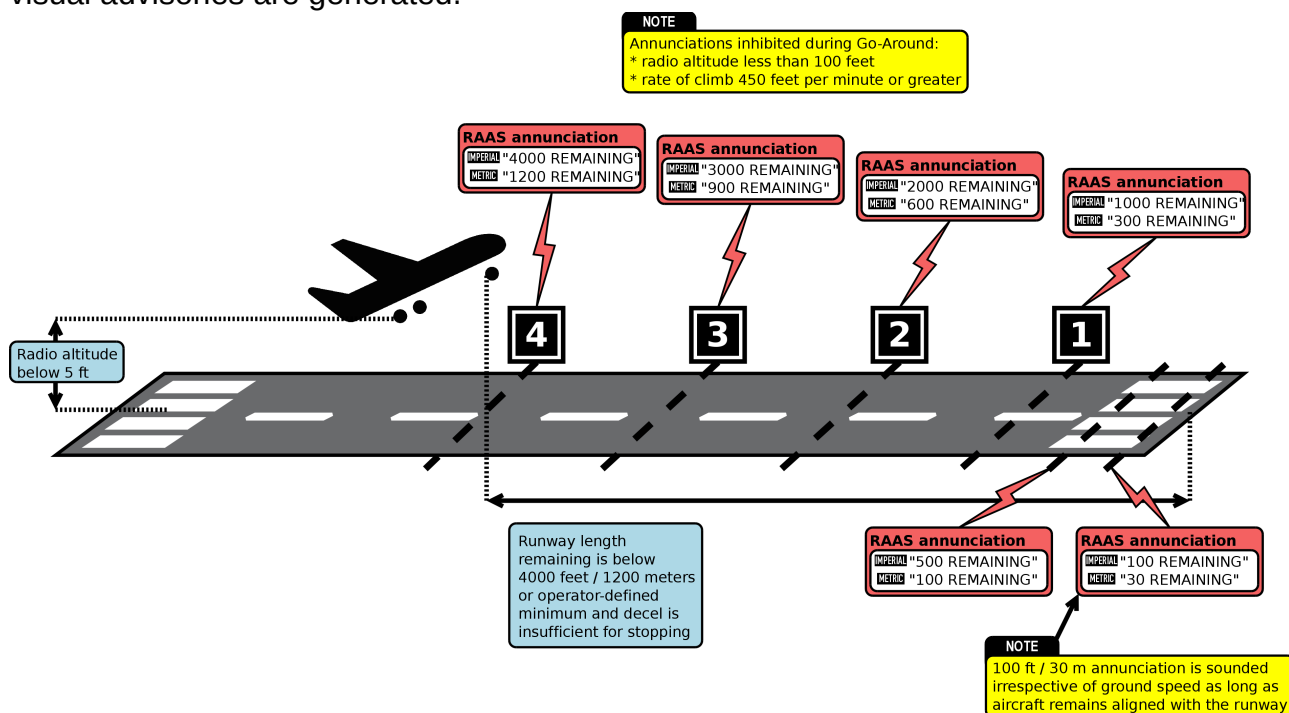 visual advisories are generated.
NOTE
Annunciations inhibited during Go-Around:
* radio altitude less than 100 feet
* rate of climb 450 feet per minute or greater
RAAS annunciation
IMPERIAL "4000 REMAINING"
METRIC "1200 REMAINING"
RAAS annunciation
IMPERIAL "3000 REMAINING"
METRIC "900 REMAINING"
RAAS annunciation
IMPERIAL "2000 REMAINING"
METRIC "600 REMAINING"
RAAS annunciation
IMPERIAL "1000 REMAINING"
METRIC "300 REMAINING"
4
3
2
1
Radio altitude
below 5 ft
Runway length
remaining is below
4000 feet / 1200 meters
or operator-defined
minimum and decel is
insufficient for stopping
RAAS annunciation
IMPERIAL "500 REMAINING"
METRIC "100 REMAINING"
RAAS annunciation
IMPERIAL "100 REMAINING"
METRIC "30 REMAINING"
NOTE
100 ft / 30 m annunciation is sounded
irrespective of ground speed as long as
aircraft remains aligned with the runway